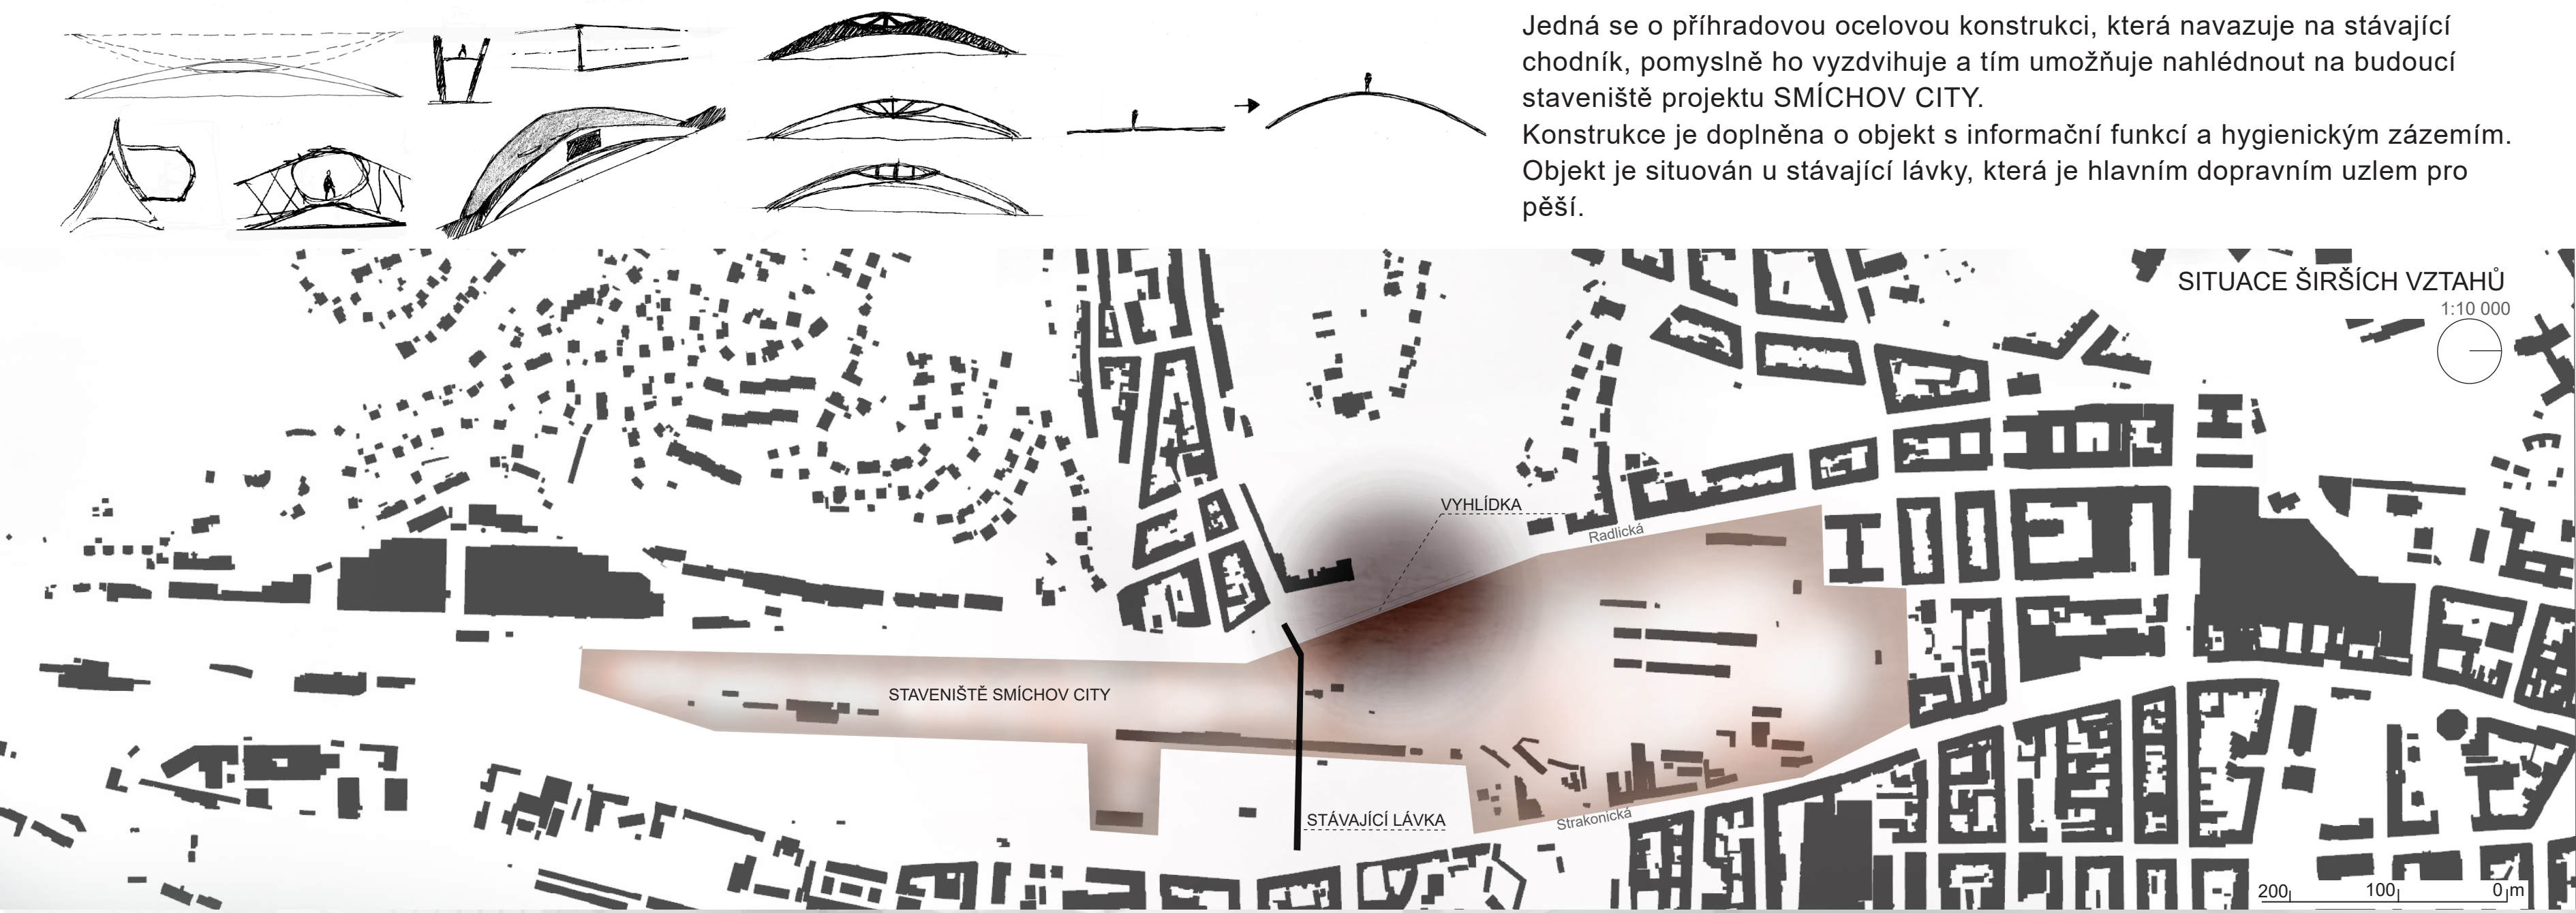 Jedná se o příhradovou ocelovou konstrukci, která navazuje na stávající
chodník, pomyslně ho vyzdvihuje a tím umožňuje nahlédnout na budoucí
staveniště projektu SMÍCHOV CITY.
Konstrukce je doplněna o objekt s informační funkcí a hygienickým zázemím.
Objekt je situován u stávající lávky, která je hlavním dopravním uzlem pro
pěší.
SITUACE ŠIRŠÍCH VZTAHŮ
1:10 000
VYHLÍDKA
Radlická
STAVENIŠTĚ SMÍCHOV CITY
STÁVAJÍCÍ LÁVKA
Strakonická
200 100 0 m